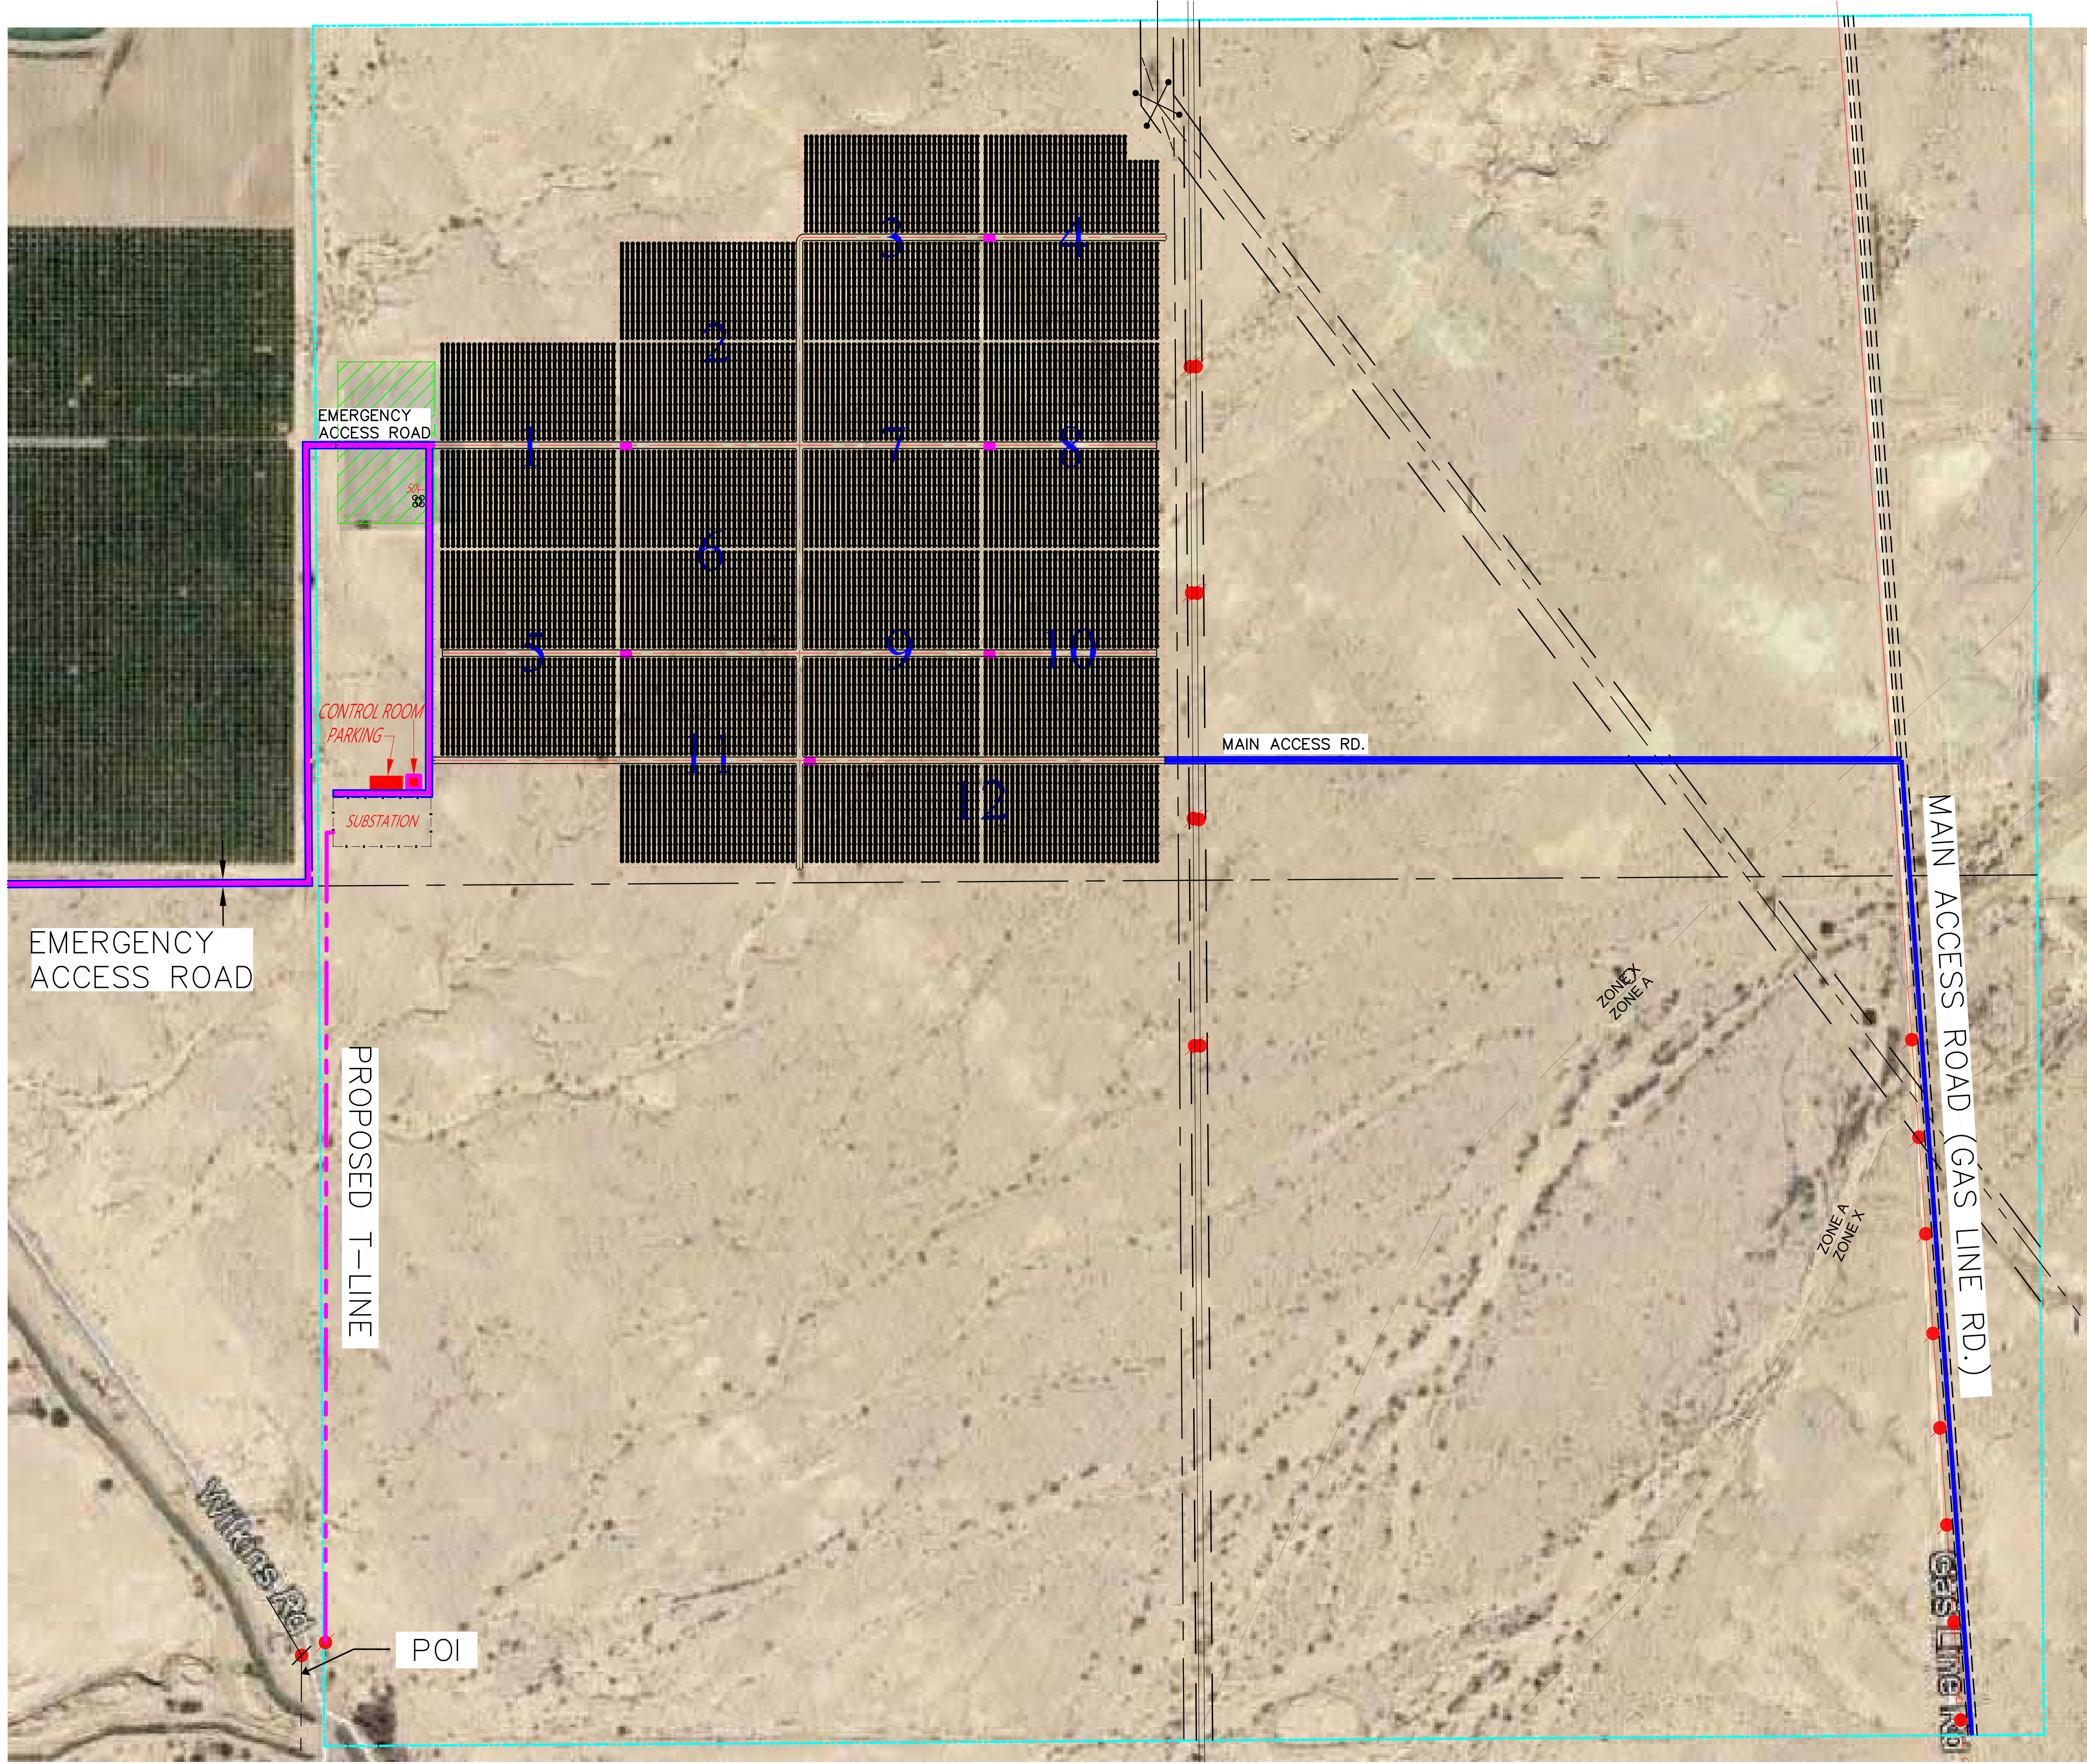 3
4
2
EMERGENCY
ACCESS ROAD
1
7
8
50'
6
5
9
10
CONTROL ROOM
PARKING
11
MAIN ACCESS RD.
12
SUBSTATION
MAIN ACCESS ROAD (GAS LINE RD.)
EMERGENCY
ACCESS ROAD
ZONE X
ZONE A
PROPOSED T-LINE
ZONE A
ZONE X
Wilkins Rd
POI
Gas Line Rd